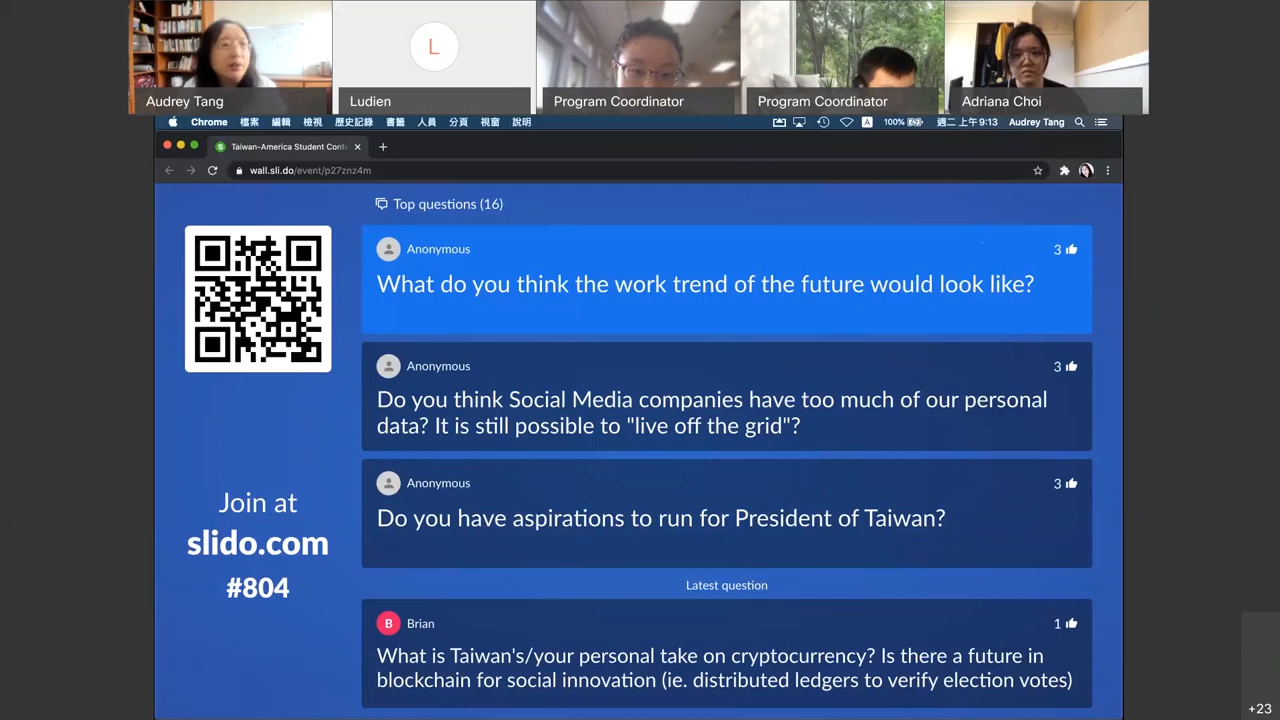 L
Audrey Tang
Ludien
Program Coordinator
Program Coordinator
Adriana Choi
Chrome 檔案 編輯 檢視 歷史記錄 書籤 人員 分頁 視窗 說明
A 100% 週二 上午 9:13 Audrey Tang
S Taiwan-America Student Confe
wall.sli.do/event/p27znz4m
Top questions (16)
Anonymous 3
What do you think the work trend of the future would look like?
Anonymous 3
Do you think Social Media companies have too much of our personal
data? It is still possible to "live off the grid"?
Anonymous 3
Do you have aspirations to run for President of Taiwan?
Join at
slido.com
#804
Latest question
B Brian 1
What is Taiwan's/your personal take on cryptocurrency? Is there a future in
blockchain for social innovation (ie. distributed ledgers to verify election votes)
+23